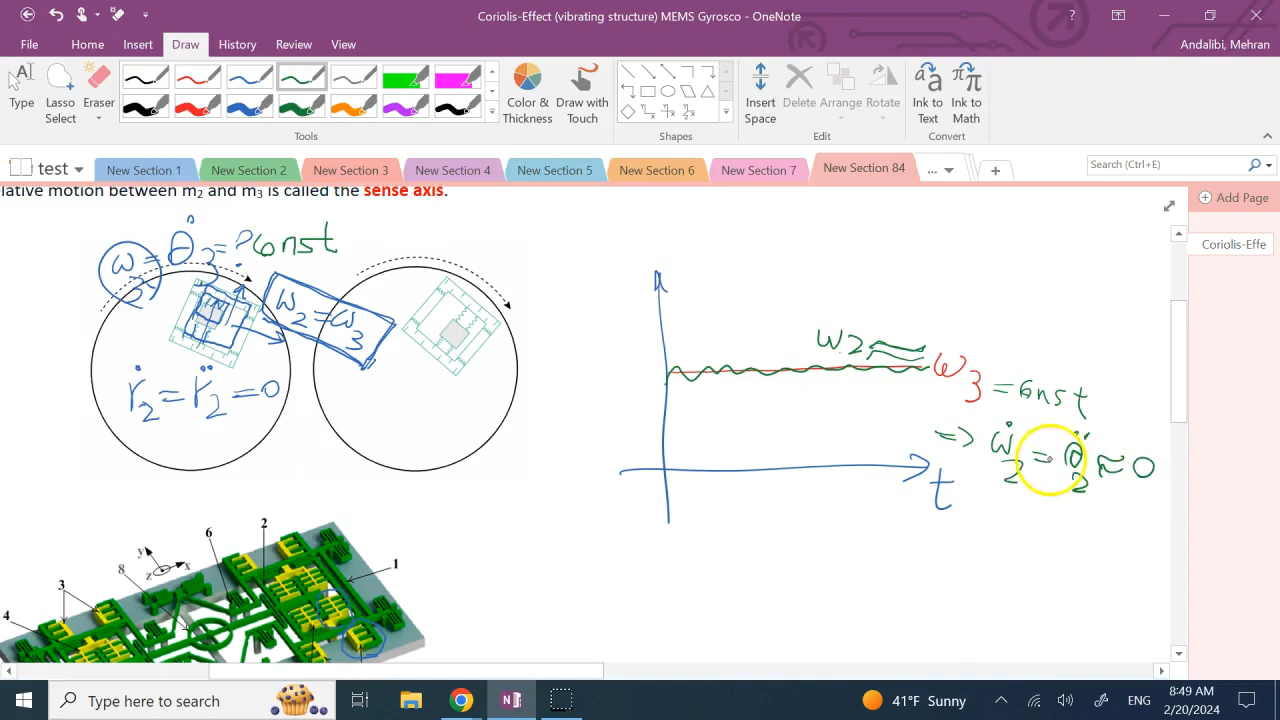 Coriolis-Effect (vibrating structure) MEMS Gyrosco - OneNote
File Home Insert Draw History Review View
Andalibi, Mehran
Type
Lasso Select
Eraser
Color & Thickness
Draw with Touch
Insert Space
Delete
Arrange
Rotate
Ink to Text
Ink to Math
Tools
Shapes
Edit
Convert
test New Section 1 New Section 2 New Section 3 New Section 4 New Section 5 New Section 6 New Section 7 New Section 84 ...
Search (Ctrl+E)
Add Page
Coriolis-Effe
lative motion between m2 and m3 is called the sense axis.
ω2 = θ̇3 = ? const
ω2 = ω3
ṙ2 = r̈2 = 0
ω2 ≈ ω3 = const
=> ω̇2 = θ̈2 ≈ 0
t
1
2
3
4
6
8
y
x
z
Type here to search
41°F Sunny
ENG
8:49 AM
2/20/2024